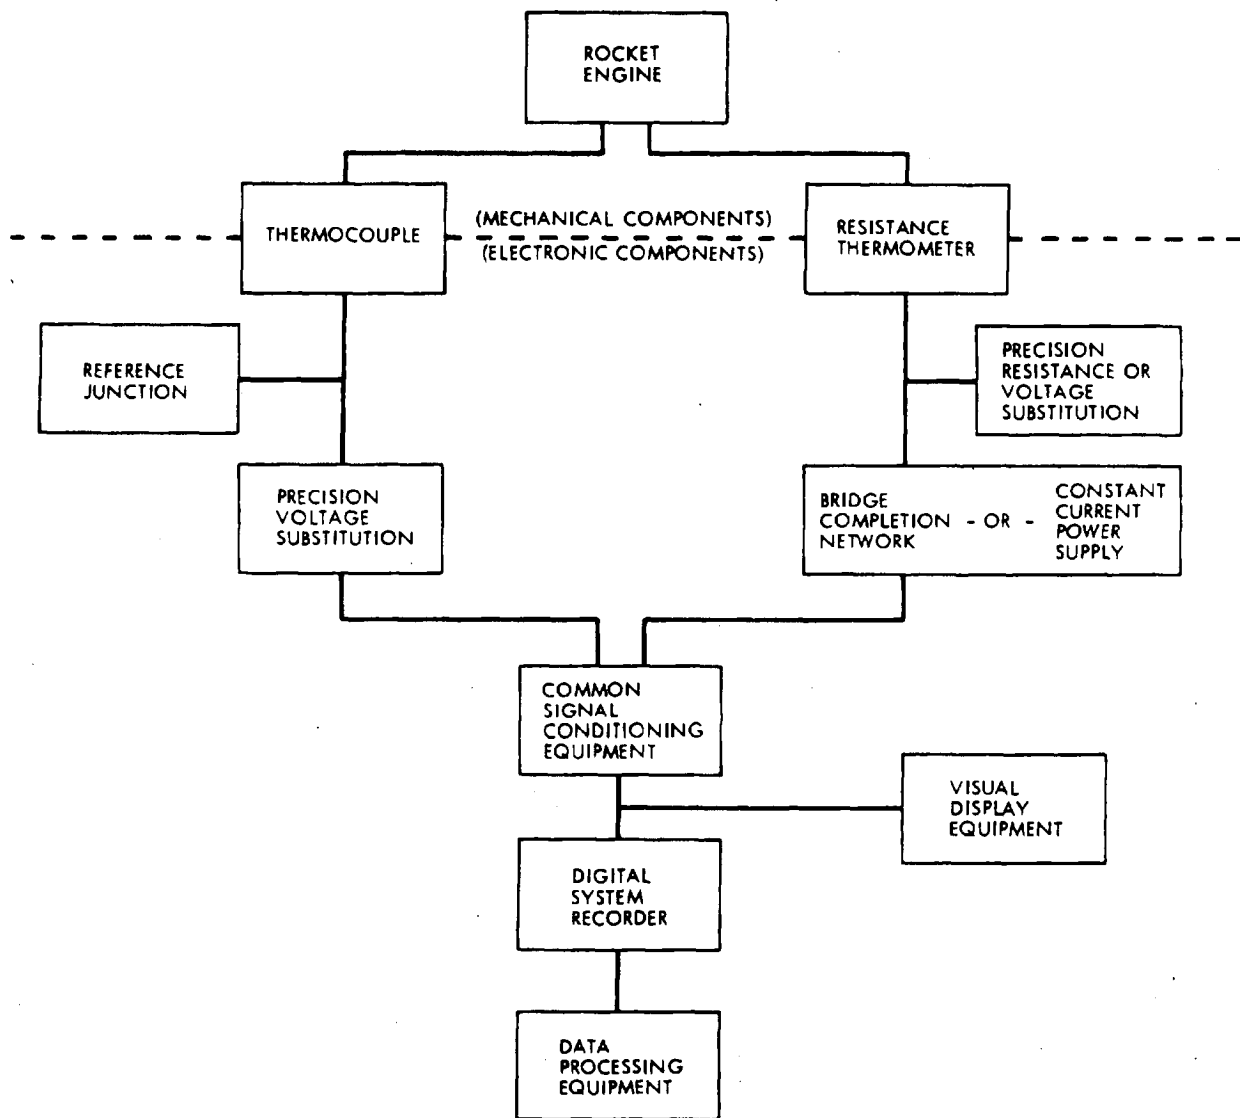 ROCKET
ENGINE
THERMOCOUPLE
(MECHANICAL COMPONENTS)
(ELECTRONIC COMPONENTS)
RESISTANCE
THERMOMETER
REFERENCE
JUNCTION
PRECISION
RESISTANCE OR
VOLTAGE
SUBSTITUTION
PRECISION
VOLTAGE
SUBSTITUTION
BRIDGE
COMPLETION
NETWORK
- OR -
CONSTANT
CURRENT
POWER
SUPPLY
COMMON
SIGNAL
CONDITIONING
EQUIPMENT
VISUAL
DISPLAY
EQUIPMENT
DIGITAL
SYSTEM
RECORDER
DATA
PROCESSING
EQUIPMENT